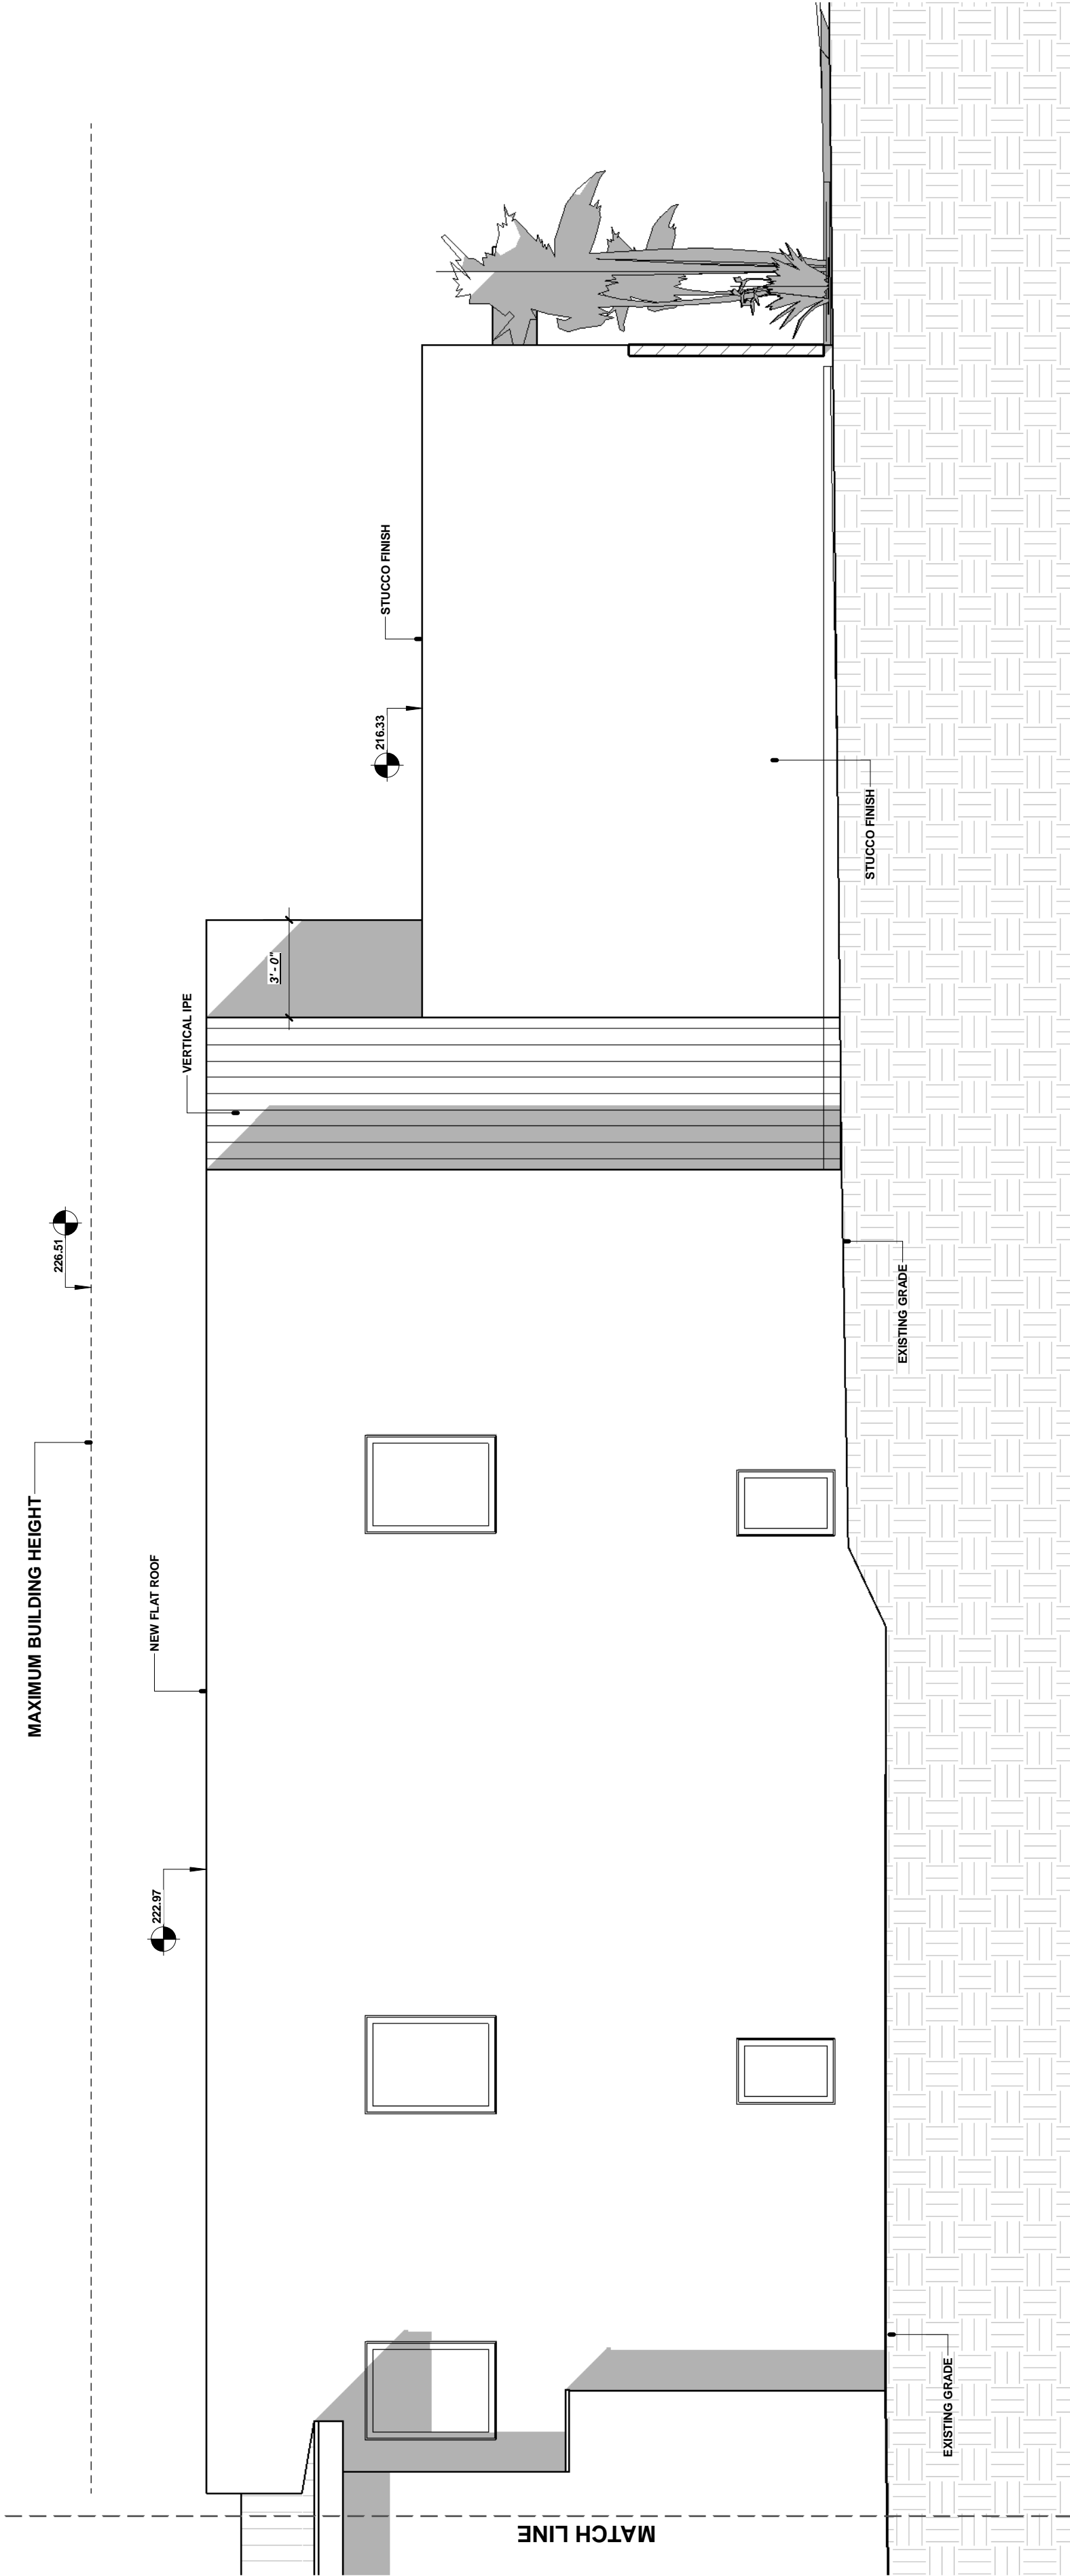 MAXIMUM BUILDING HEIGHT
226.51
NEW FLAT ROOF
222.97
VERTICAL IPE
3' - 0"
STUCCO FINISH
216.33
STUCCO FINISH
EXISTING GRADE
EXISTING GRADE
MATCH LINE